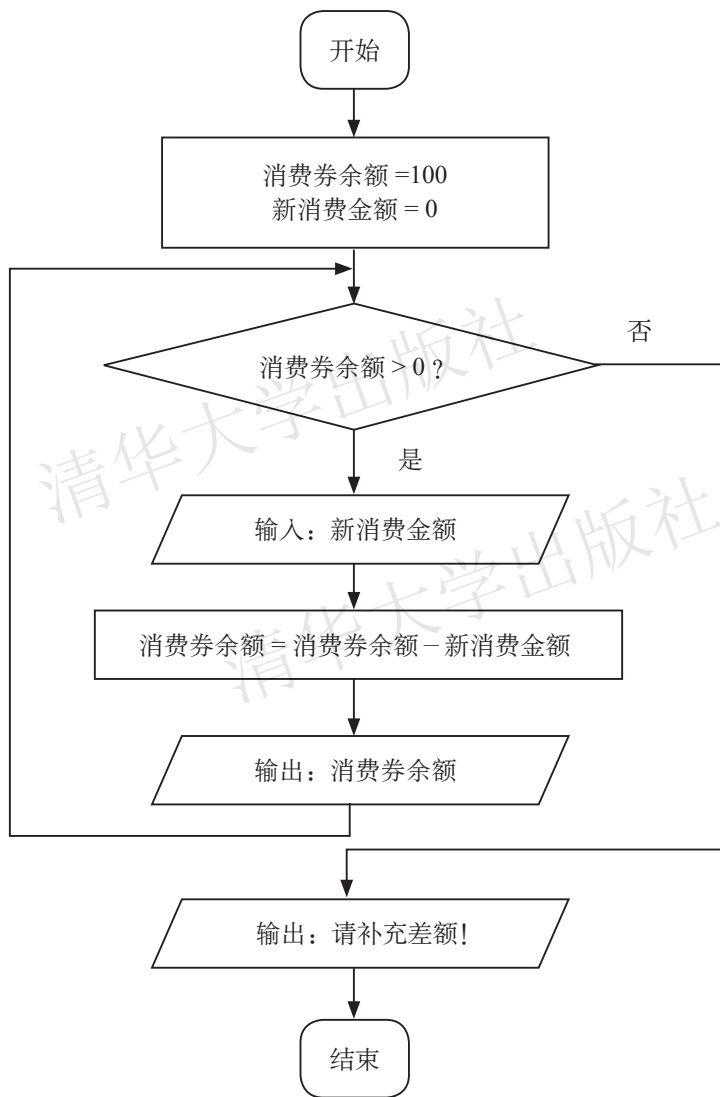 开始
消费券余额 =100
新消费金额 = 0
消费券余额 > 0 ?
否
是
输入：新消费金额
消费券余额 = 消费券余额 – 新消费金额
输出：消费券余额
输出：请补充差额！
结束
清华大学出版社
清华大学出版社